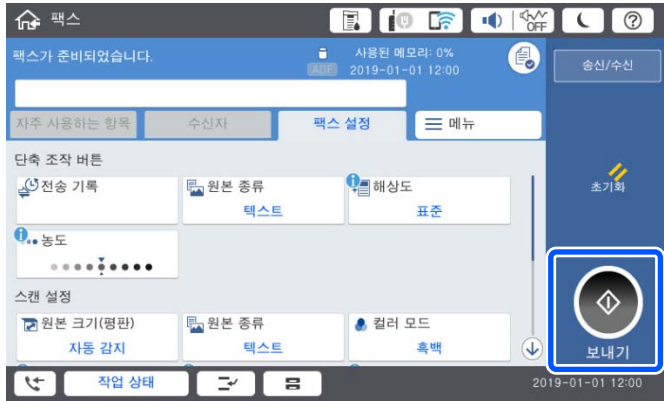 팩스
OFF
?
팩스가 준비되었습니다.
사용된 메모리: 0%
ADF 2019-01-01 12:00
송신/수신
자주 사용하는 항목
수신자
팩스 설정
메뉴
단축 조작 버튼
전송 기록
원본 종류
텍스트
i 해상도
표준
초기화
i 농도
스캔 설정
원본 크기(평판)
자동 감지
원본 종류
텍스트
컬러 모드
흑백
보내기
작업 상태
2019-01-01 12:00